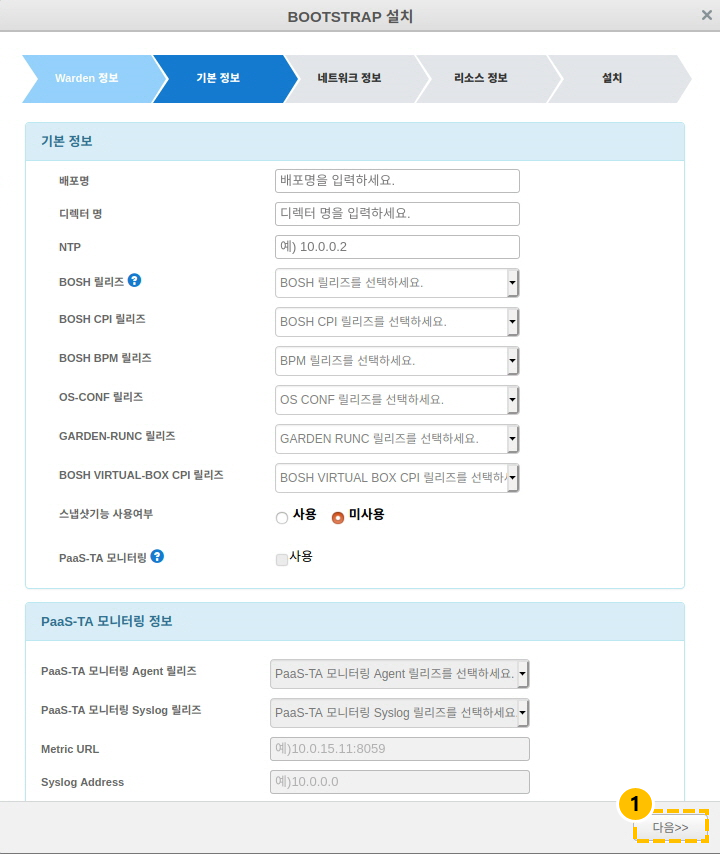 BOOTSTRAP 설치 ×
Warden 정보 기본 정보 네트워크 정보 리소스 정보 설치
기본 정보
배포명 배포명을 입력하세요.
디렉터 명 디렉터 명을 입력하세요.
NTP 예) 10.0.0.2
BOSH 릴리즈 ? BOSH 릴리즈를 선택하세요.
BOSH CPI 릴리즈 BOSH CPI 릴리즈를 선택하세요.
BOSH BPM 릴리즈 BPM 릴리즈를 선택하세요.
OS-CONF 릴리즈 OS CONF 릴리즈를 선택하세요.
GARDEN-RUNC 릴리즈 GARDEN RUNC 릴리즈를 선택하세요.
BOSH VIRTUAL-BOX CPI 릴리즈 BOSH VIRTUAL BOX CPI 릴리즈를 선택하
스냅샷기능 사용여부 사용 미사용
PaaS-TA 모니터링 ? 사용
PaaS-TA 모니터링 정보
PaaS-TA 모니터링 Agent 릴리즈 PaaS-TA 모니터링 Agent 릴리즈를 선택하세요.
PaaS-TA 모니터링 Syslog 릴리즈 PaaS-TA 모니터링 Syslog 릴리즈를 선택하세요
Metric URL 예)10.0.15.11:8059
Syslog Address 예)10.0.0.0
1
다음>>